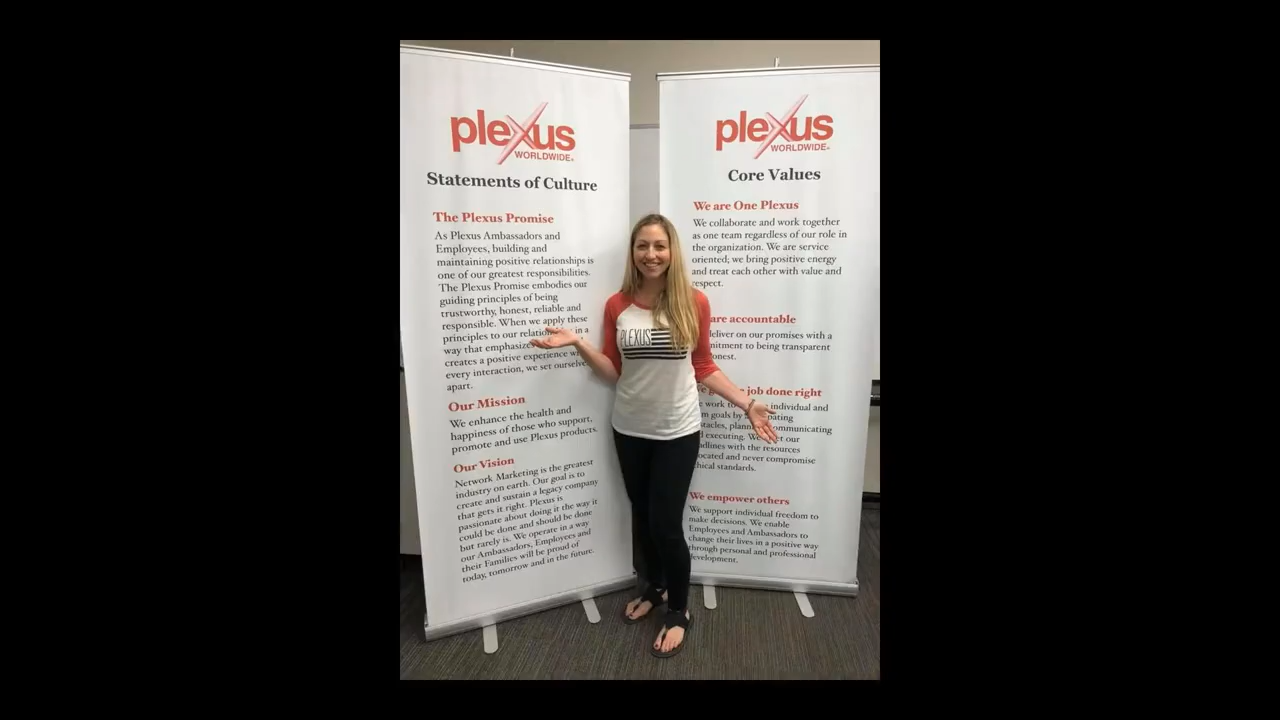 plexus
WORLDWIDE
Statements of Culture
The Plexus Promise
As Plexus Ambassadors and
Employees, building and
maintaining positive relationships is
one of our greatest responsibilities.
The Plexus Promise embodies our
guiding principles of being
trustworthy, honest, reliable and
responsible. When we apply these
principles to our in a
way that
creates a positive experience
every interaction, we set
apart.
Our Mission
We enhance the health and
happiness of those who support,
promote and use Plexus products.
Our Vision
Network Marketing is the greatest
industry on earth. Our goal is to
create and sustain a legacy company
that gets it right. Plexus is
passionate about doing it the way it
could be done and should be done
but rarely is. We operate in a way
our Ambassadors, Employees and
their Families will be proud of
today, tomorrow and in the future.
PLEXUS
plexus
WORLDWIDE
Core Values
We are One Plexus
We collaborate and work together
as one team regardless of our role in
the organization. We are service
oriented; we bring positive energy
and treat each other with value and
respect.
are accountable
deliver on our promises with a
to being transparent
job done right
work individual and
goals by
communicating
executing. We our
with the resources
and never compromise
standards.
We empower others
We support individual freedom to
make decisions. We enable
Employees and Ambassadors to
change their lives in a positive way
through personal and professional
development.